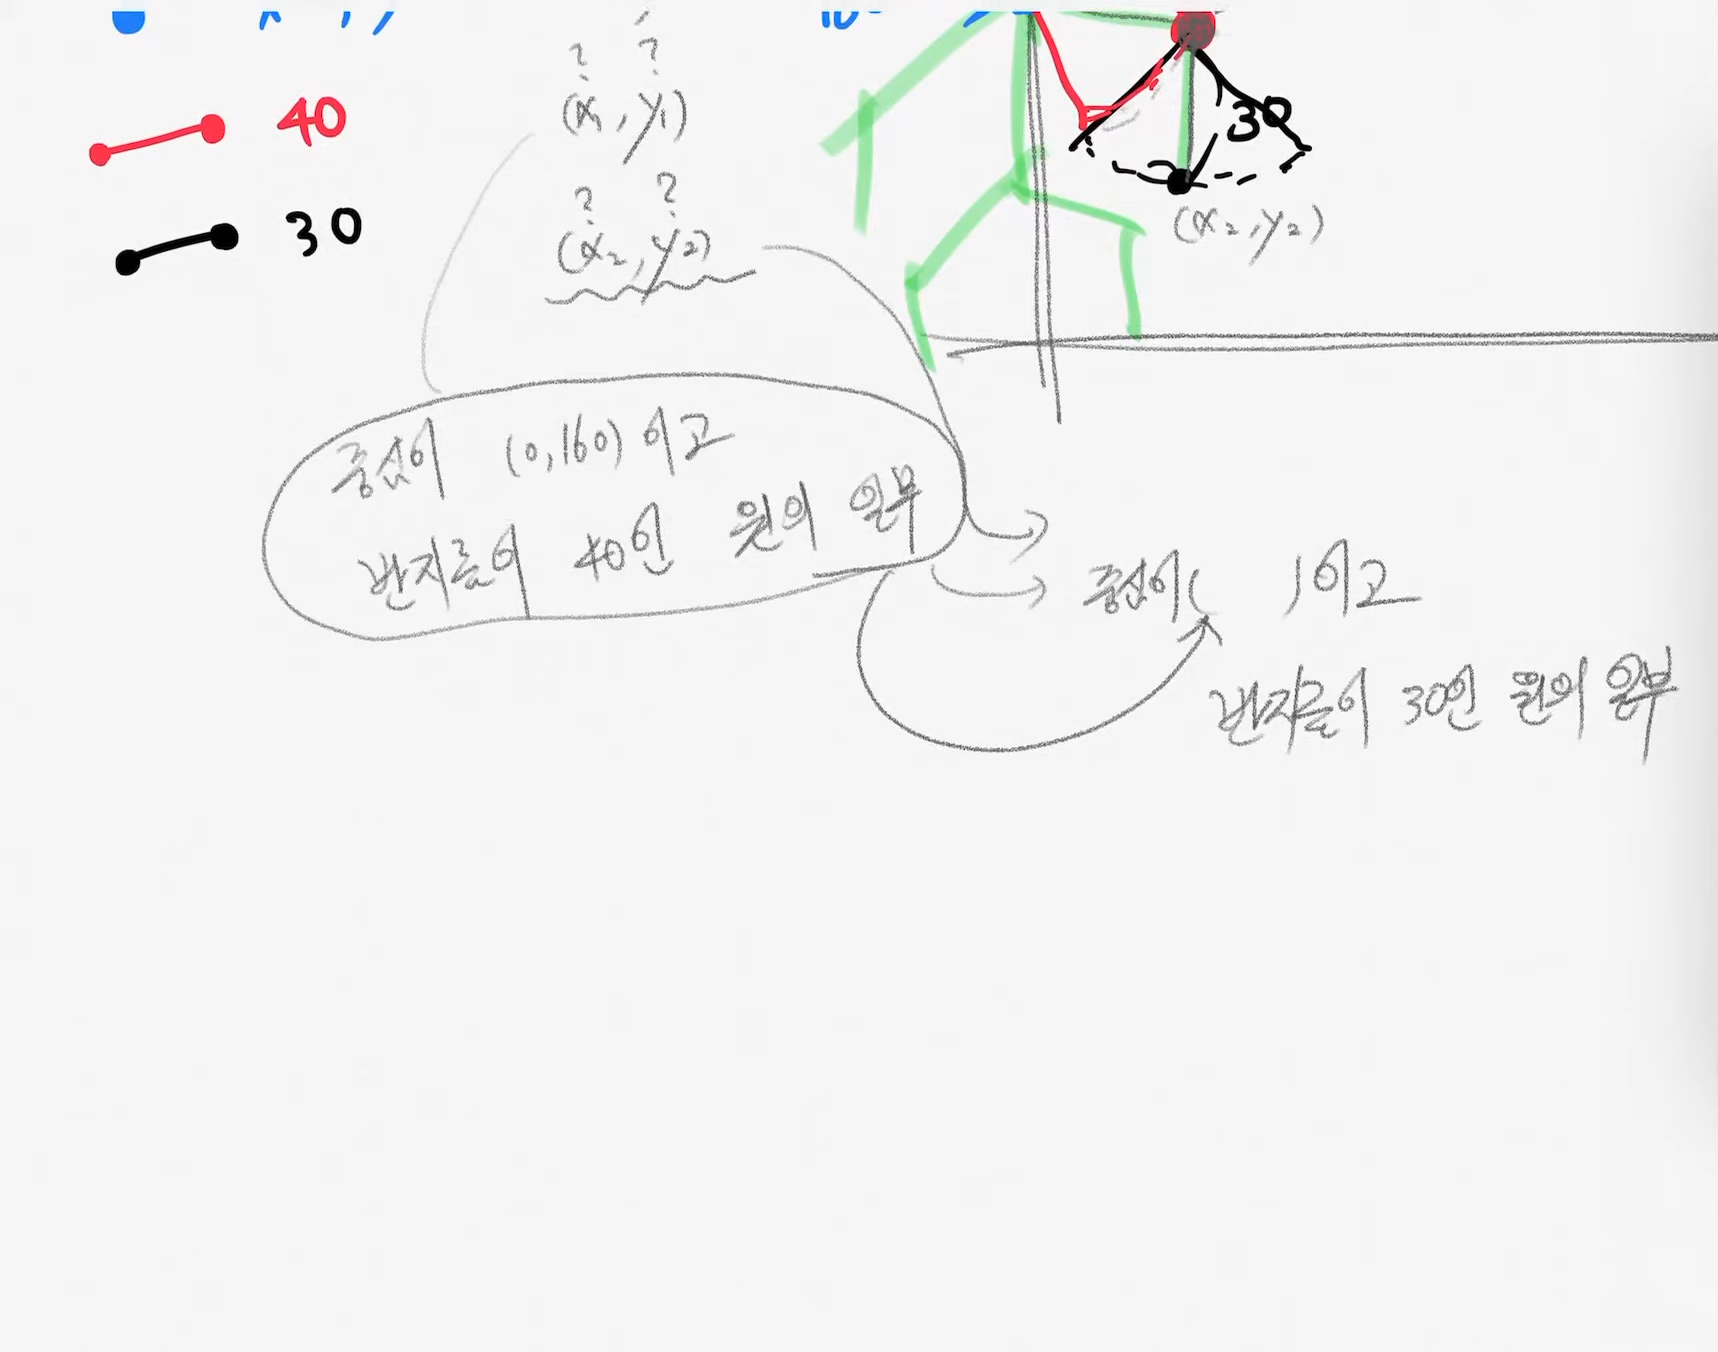 40
? ?
(x₁, y₁)
30
? ?
(x₂, y₂)
30
(x₂, y₂)
중심이 (0,160)이고
반지름이 40인 원의 일부
중심이( )이고
반지름이 30인 원의 일부